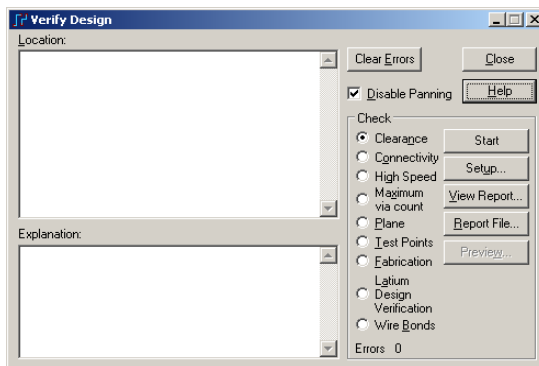 Verify Design
Location:
Clear Errors
Close
Disable Panning
Help
Check
Clearance
Start
Connectivity
Setup...
High Speed
Maximum
via count
View Report...
Plane
Report File...
Test Points
Explanation:
Preview...
Fabrication
Latium
Design
Verification
Wire Bonds
Errors 0